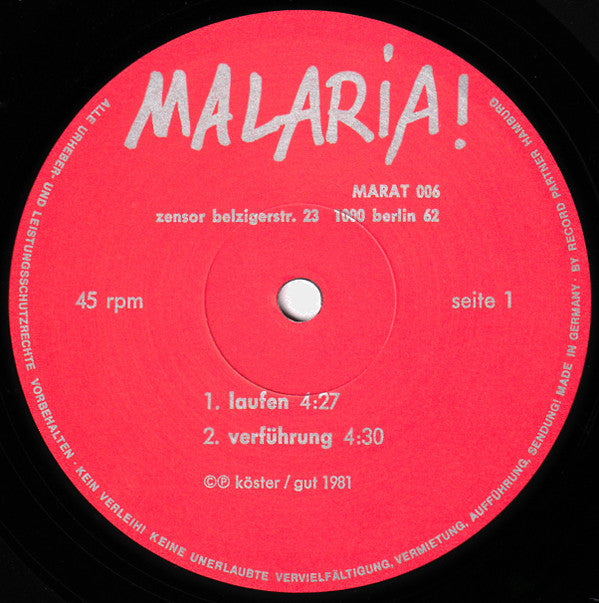 MALARIA!
MARAT 006
zensor belzigerstr. 23 1000 berlin 62
45 rpm
seite 1
1. laufen 4:27
2. verführung 4:30
©℗ köster / gut 1981
ALLE URHEBER- UND LEISTUNGSSCHUTZRECHTE VORBEHALTEN · KEIN VERLEIH! KEINE UNERLAUBTE VERVIELFÄLTIGUNG, VERMIETUNG, AUFFÜHRUNG, SENDUNG! MADE IN GERMANY BY RECORD PARTNER HAMBURG